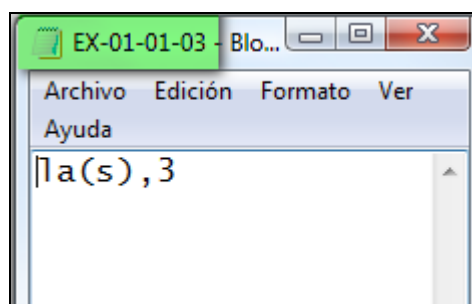 EX-01-01-03 - Blo...
Archivo Edición Formato Ver
Ayuda
la(s),3